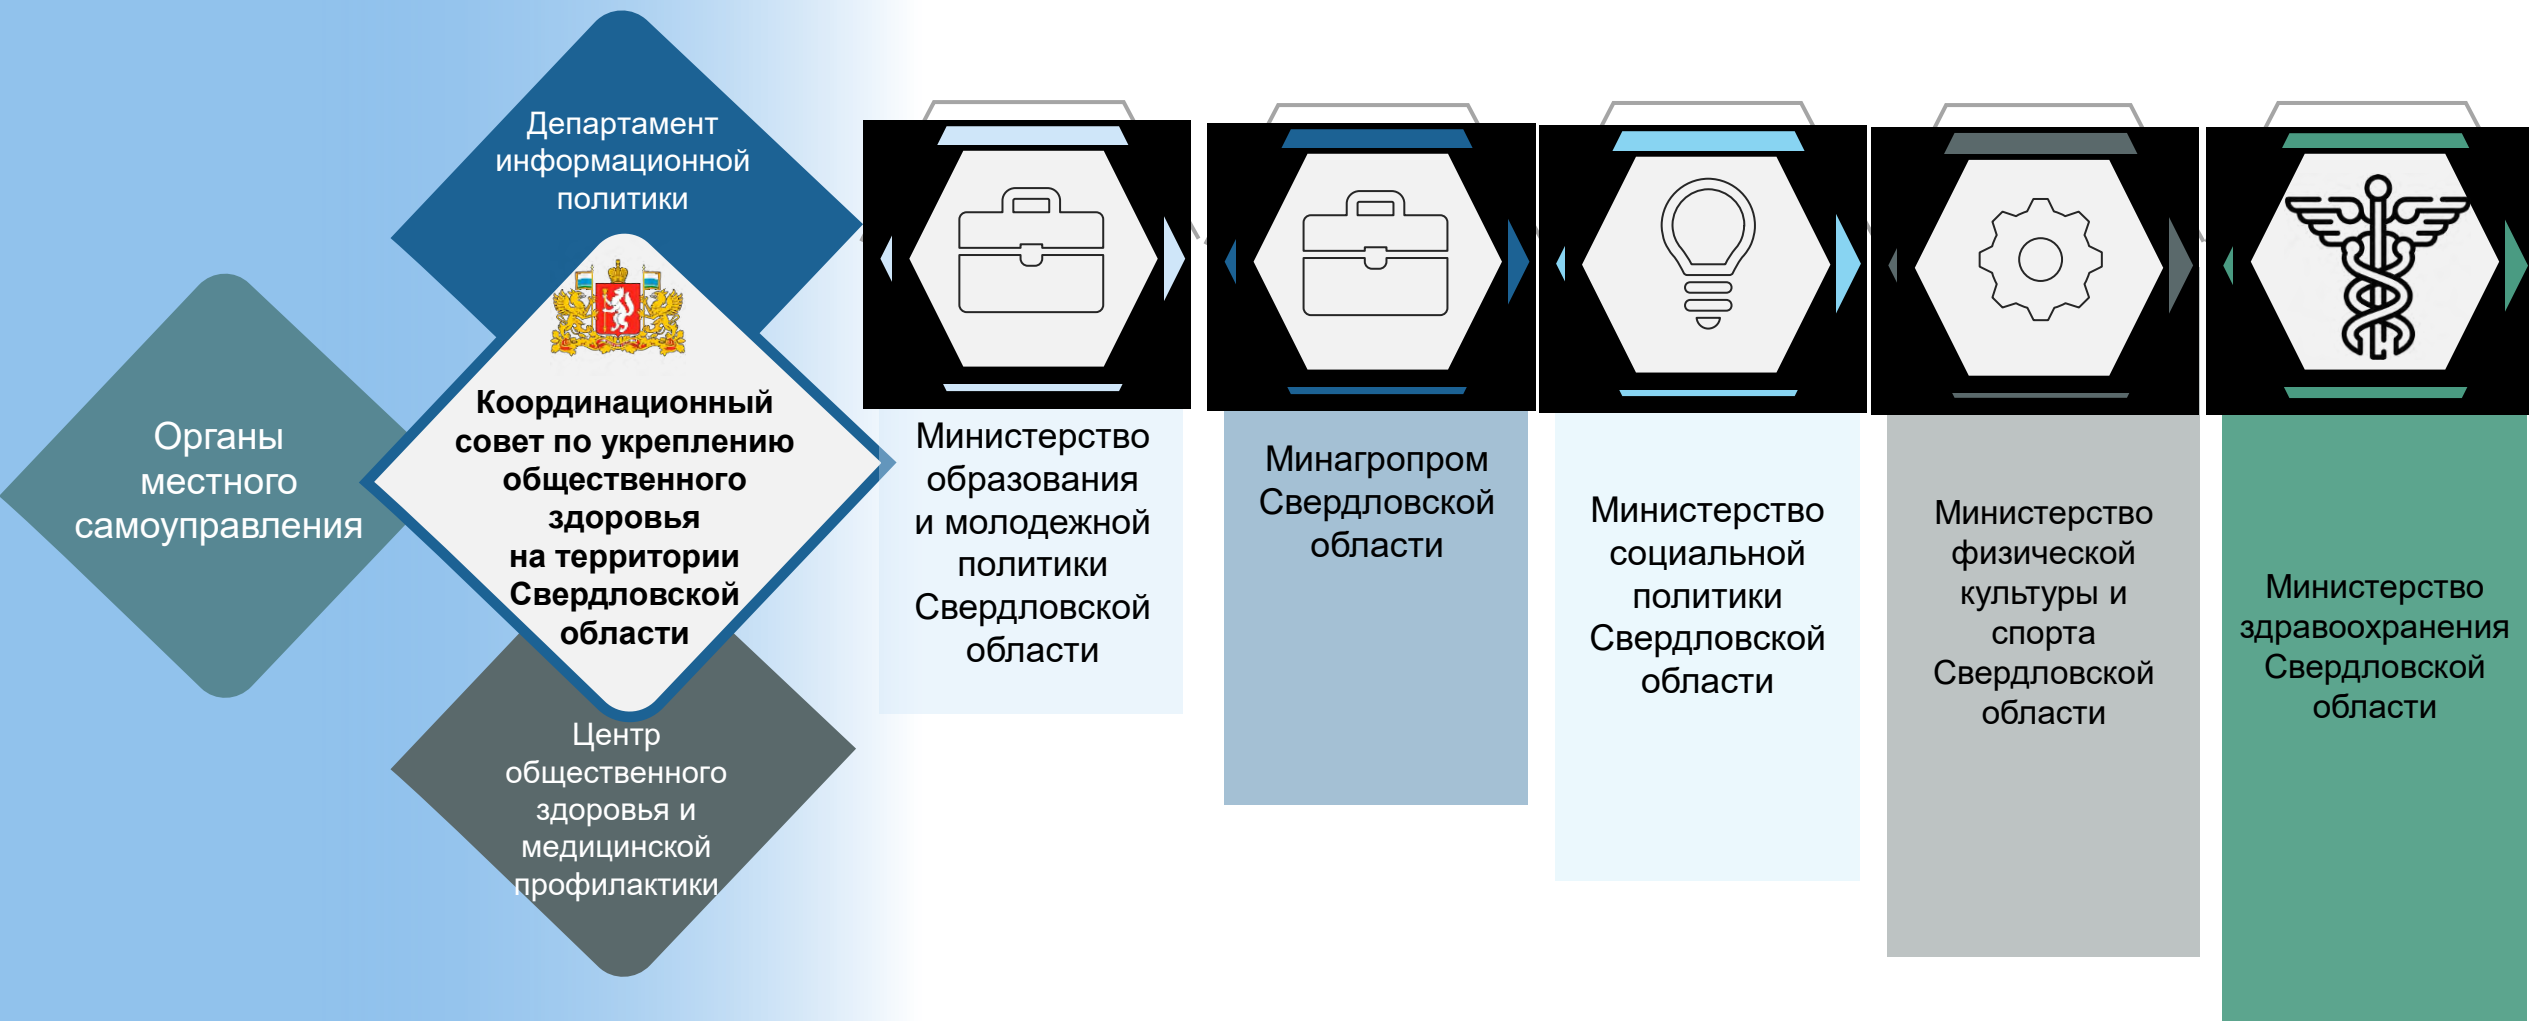 Департамент
информационной
политики
Органы
местного
самоуправления
Координационный
совет по укреплению
общественного
здоровья
на территории
Свердловской
области
Центр
общественного
здоровья и
медицинской
профилактики
Министерство
образования
и молодежной
политики
Свердловской
области
Минагропром
Свердловской
области
Министерство
социальной
политики
Свердловской
области
Министерство
физической
культуры и
спорта
Свердловской
области
Министерство
здравоохранения
Свердловской
области